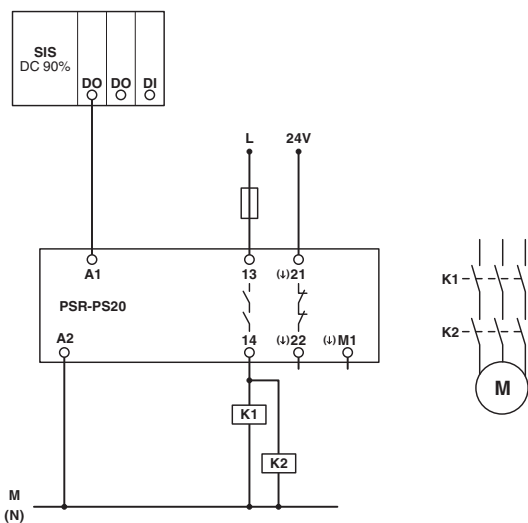 SIS
DC 90%
DO DO DI
L 24V
A1 13 (↓)21
PSR-PS20
A2 14 (↓)22 (↓)M1
K1
K2
M
(N)
K1
K2
M